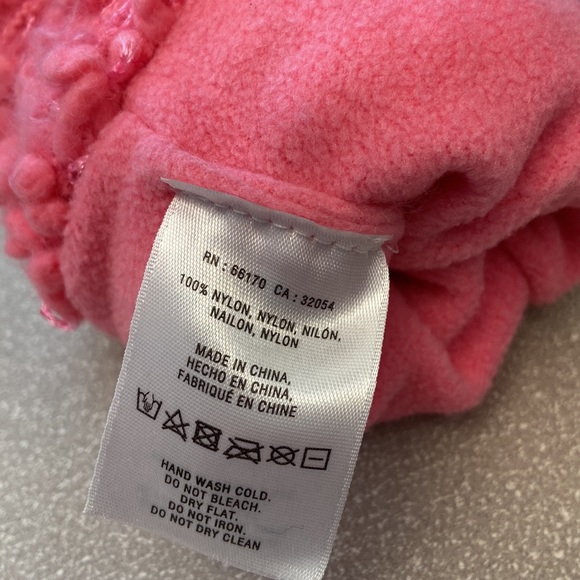 RN : 66170 CA : 32054
100% NYLON, NYLON, NILÓN,
NAILON, NYLON
MADE IN CHINA,
HECHO EN CHINA,
FABRIQUÉ EN CHINE
HAND WASH COLD.
DO NOT BLEACH.
DRY FLAT.
DO NOT IRON.
DO NOT DRY CLEAN